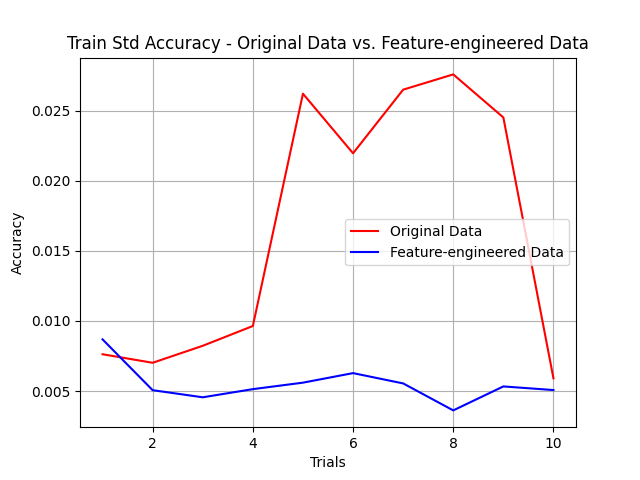 Train Std Accuracy - Original Data vs. Feature-engineered Data
0.025
0.020
0.015
0.010
0.005
Accuracy
Original Data
Feature-engineered Data
2
4
6
8
10
Trials